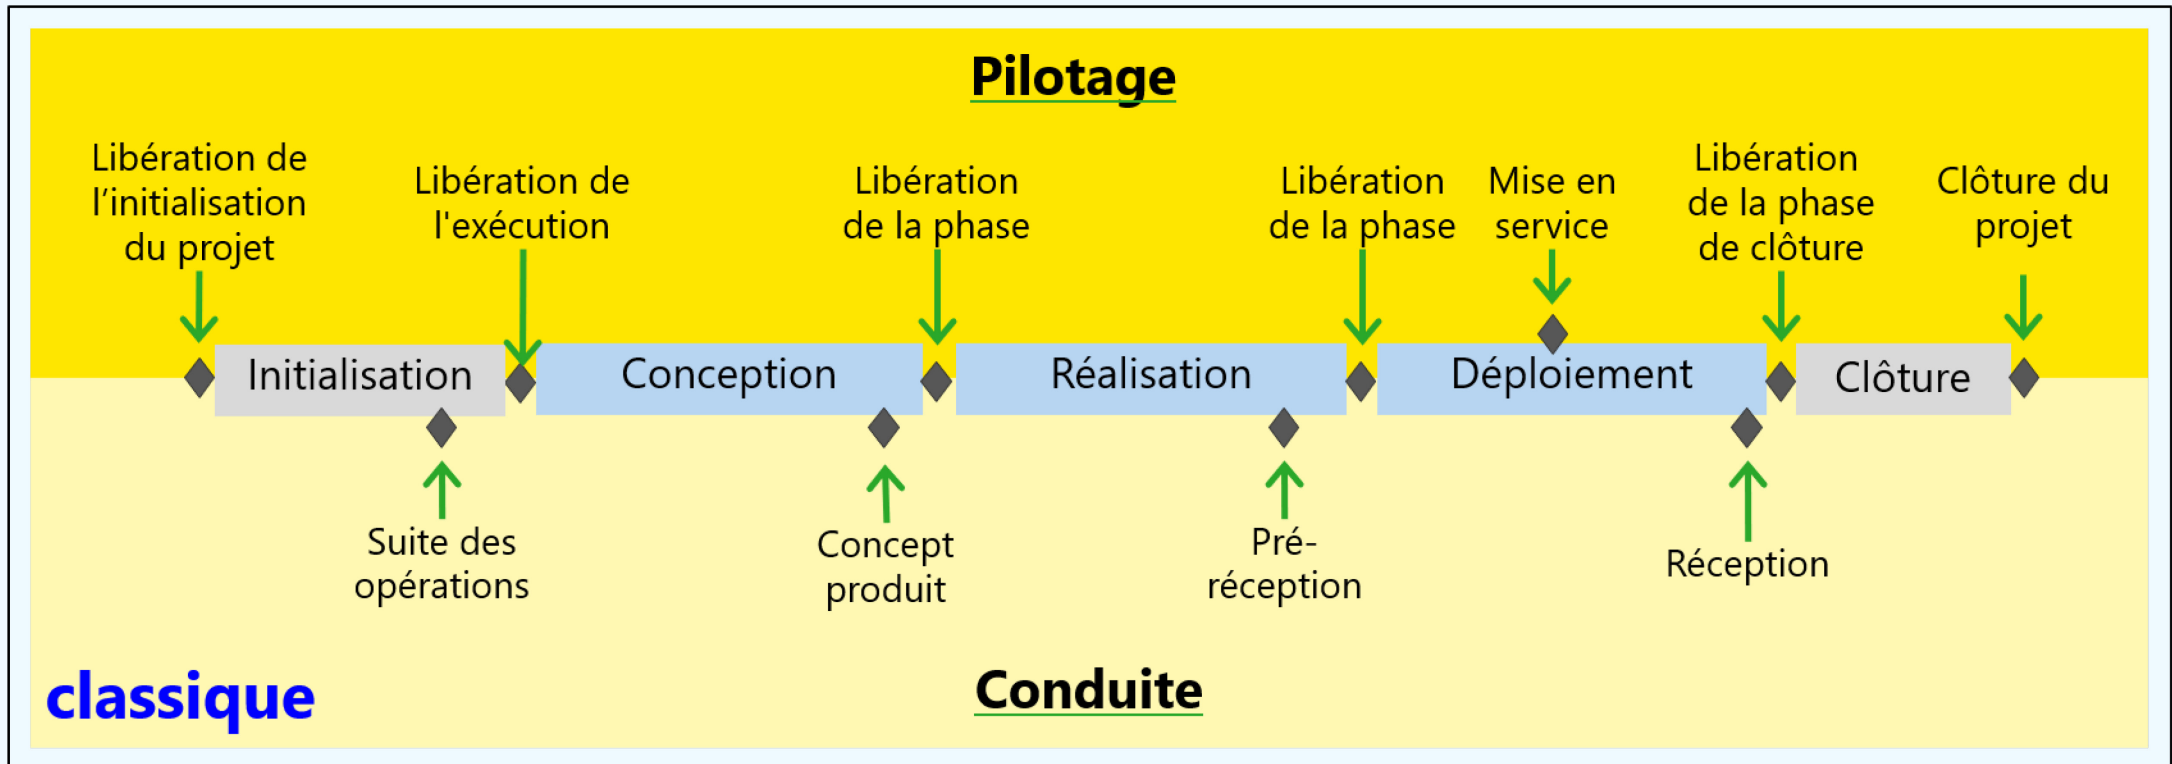 Pilotage
Libération de
l’initialisation
du projet
Libération de
l'exécution
Libération
de la phase
Libération
de la phase
Mise en
service
Libération
de la phase
de clôture
Clôture du
projet
Initialisation
Conception
Réalisation
Déploiement
Clôture
Suite des
opérations
Concept
produit
Pré-
réception
Réception
classique
Conduite